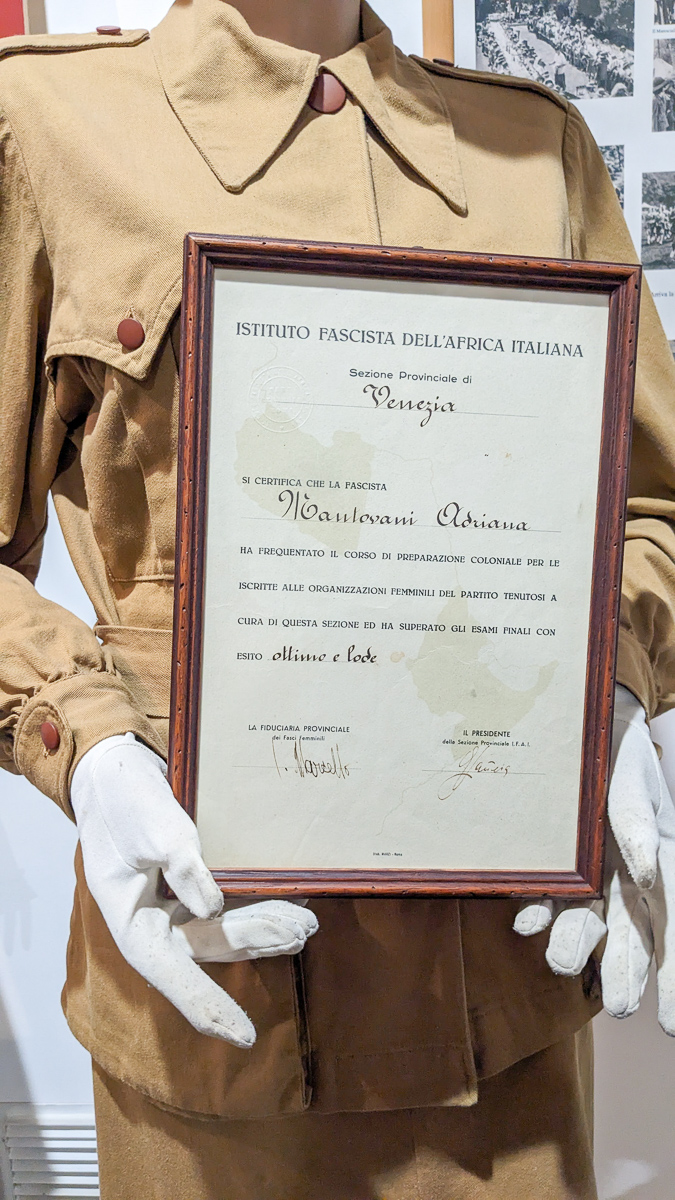 ISTITUTO FASCISTA DELL'AFRICA ITALIANA
Sezione Provinciale di
Venezia
SI CERTIFICA CHE LA FASCISTA
Mantovani Adriana
HA FREQUENTATO IL CORSO DI PREPARAZIONE COLONIALE PER LE
ISCRITTE ALLE ORGANIZZAZIONI FEMMINILI DEL PARTITO TENUTOSI A
CURA DI QUESTA SEZIONE ED HA SUPERATO GLI ESAMI FINALI CON
ESITO ottimo e lode
LA FIDUCIARIA PROVINCIALE
dei Fasci Femminili
IL PRESIDENTE
della Sezione Provinciale I.F.A.I.